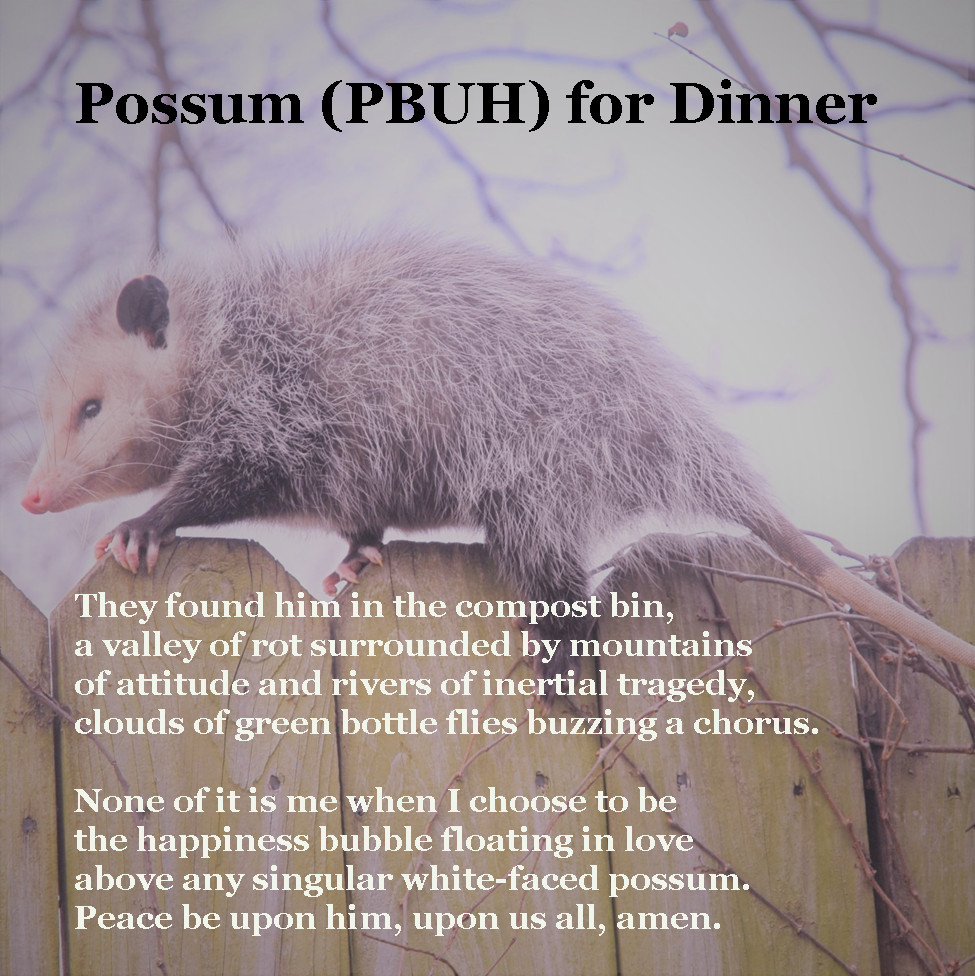 Possum (PBUH) for Dinner
They found him in the compost bin,
a valley of rot surrounded by mountains
of attitude and rivers of inertial tragedy,
clouds of green bottle flies buzzing a chorus.
None of it is me when I choose to be
the happiness bubble floating in love
above any singular white-faced possum.
Peace be upon him, upon us all, amen.